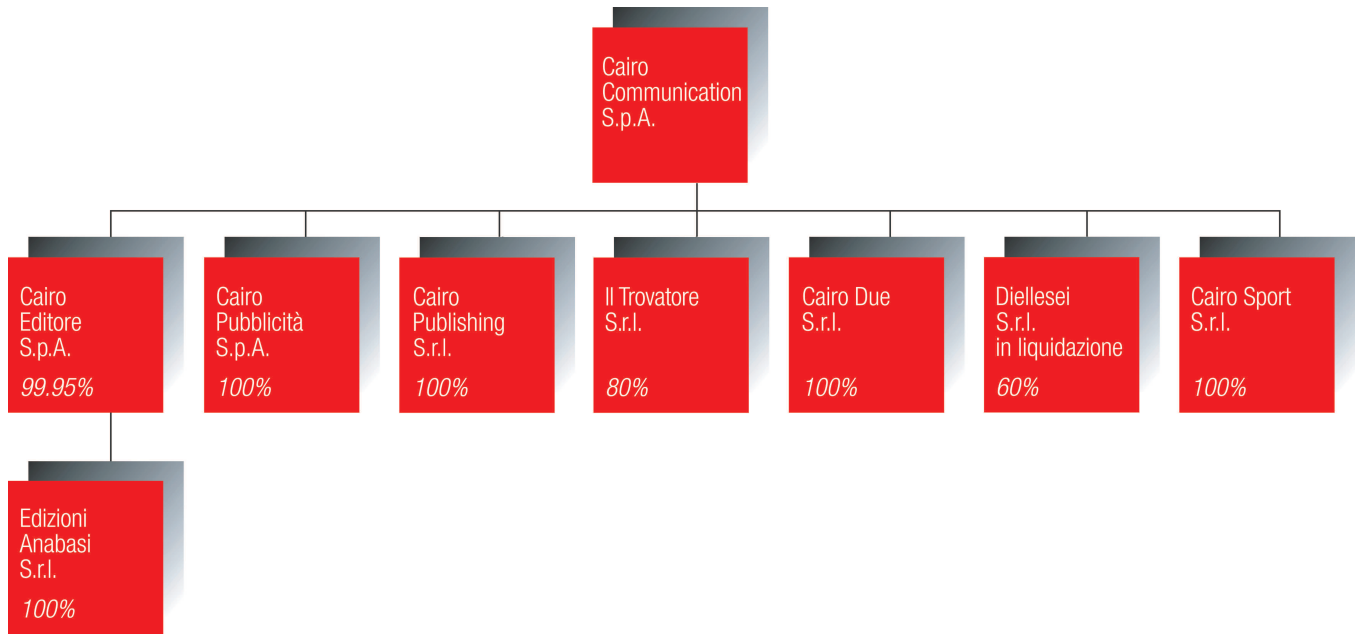 Cairo
Communication
S.p.A.
Cairo
Editore
S.p.A.
99.95%
Cairo
Pubblicità
S.p.A.
100%
Cairo
Publishing
S.r.l.
100%
Il Trovatore
S.r.l.
80%
Cairo Due
S.r.l.
100%
Diellesei
S.r.l.
in liquidazione
60%
Cairo Sport
S.r.l.
100%
Edizioni
Anabasi
S.r.l.
100%